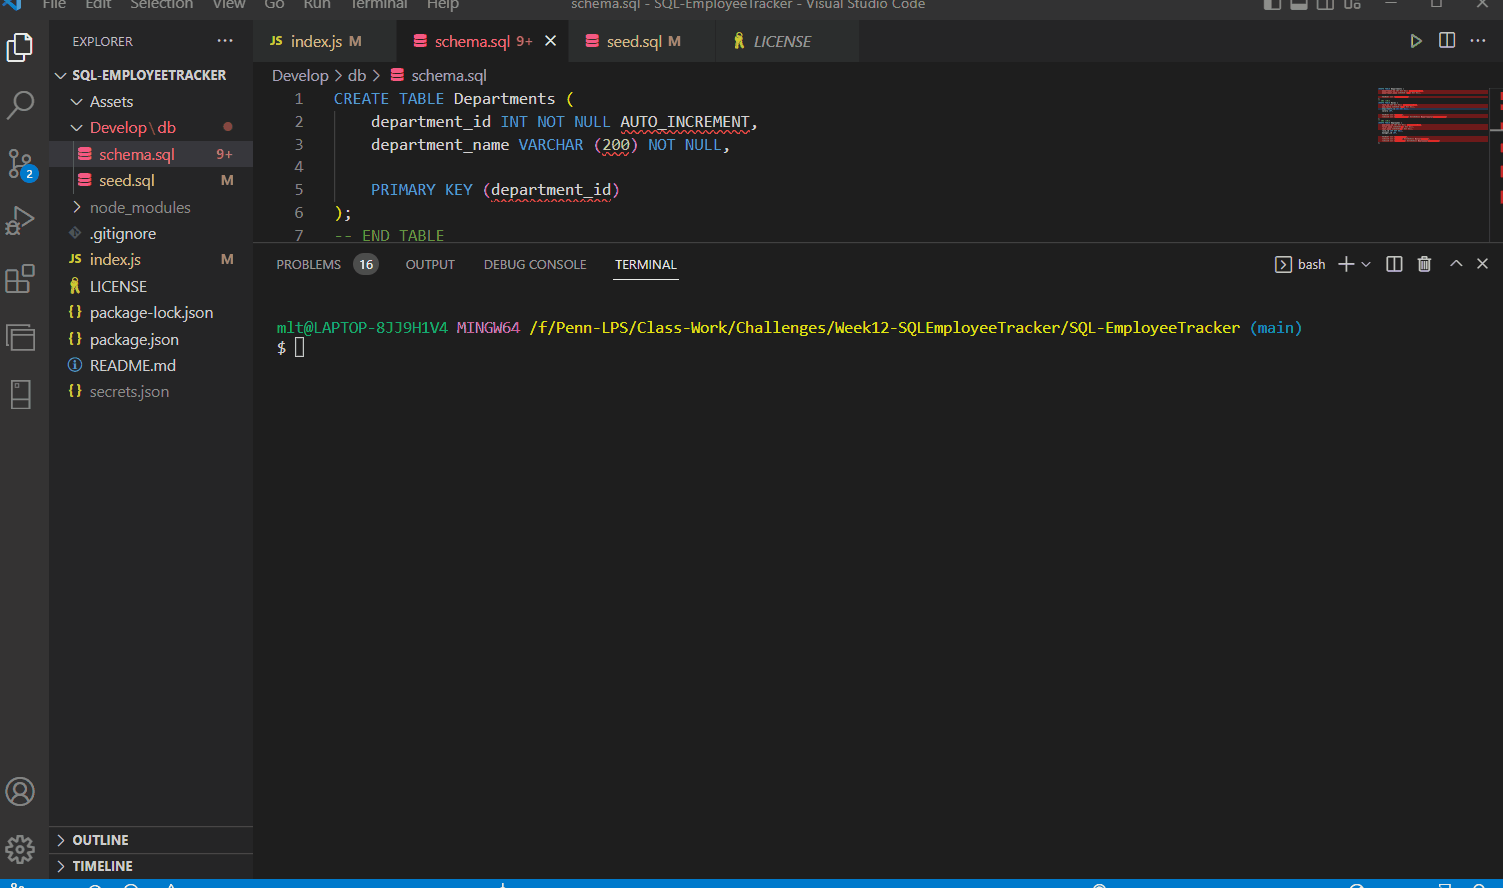 File Edit Selection View Go Run Terminal Help schema.sql - SQL-EmployeeTracker - Visual Studio Code
EXPLORER ···
JS index.js M
schema.sql 9+
seed.sql M
LICENSE
SQL-EMPLOYEETRACKER
Assets
Develop\db
schema.sql 9+
seed.sql M
node_modules
.gitignore
JS index.js M
LICENSE
{} package-lock.json
{} package.json
README.md
{} secrets.json
2
OUTLINE
TIMELINE
Develop > db > schema.sql
1 CREATE TABLE Departments (
2 department_id INT NOT NULL AUTO_INCREMENT,
3 department_name VARCHAR (200) NOT NULL,
4
5 PRIMARY KEY (department_id)
6 );
7 -- END TABLE
PROBLEMS 16 OUTPUT DEBUG CONSOLE TERMINAL
bash
mlt@LAPTOP-8JJ9H1V4 MINGW64 /f/Penn-LPS/Class-Work/Challenges/Week12-SQLEmployeeTracker/SQL-EmployeeTracker (main)
$